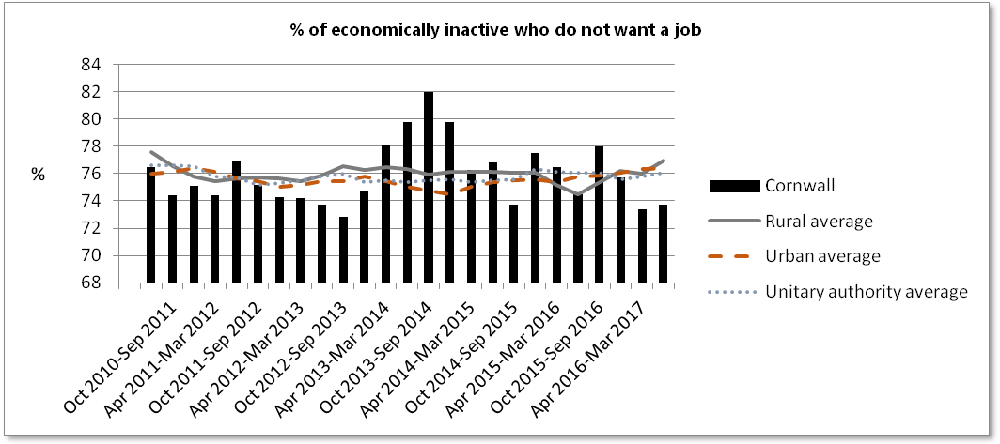 % of economically inactive who do not want a job
84
82
80
78
76
74
72
70
68
%
Oct 2010-Sep 2011
Apr 2011-Mar 2012
Oct 2011-Sep 2012
Apr 2012-Mar 2013
Oct 2012-Sep 2013
Apr 2013-Mar 2014
Oct 2013-Sep 2014
Apr 2014-Mar 2015
Oct 2014-Sep 2015
Apr 2015-Mar 2016
Oct 2015-Sep 2016
Apr 2016-Mar 2017
Cornwall
Rural average
Urban average
Unitary authority average